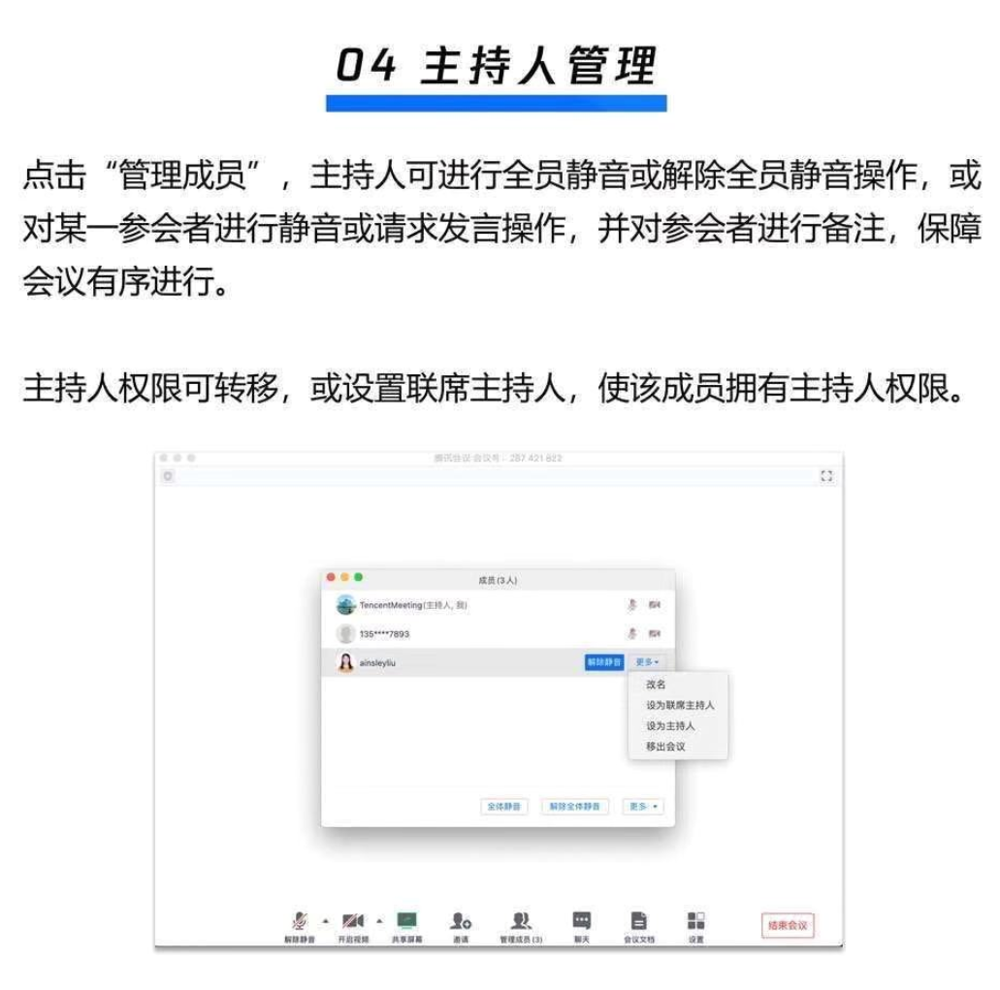 04 主持人管理
点击“管理成员”，主持人可进行全员静音或解除全员静音操作，或
对某一参会者进行静音或请求发言操作，并对参会者进行备注，保障
会议有序进行。
主持人权限可转移，或设置联席主持人，使该成员拥有主持人权限。
腾讯会议 会议号：287 421 822
成员(3人)
TencentMeeting(主持人, 我)
135****7893
ainsleyliu 解除静音 更多
改名
设为联席主持人
设为主持人
移出会议
全体静音 解除全体静音 更多
解除静音 开启视频 共享屏幕 邀请 管理成员(3) 聊天 会议文档 设置 结束会议